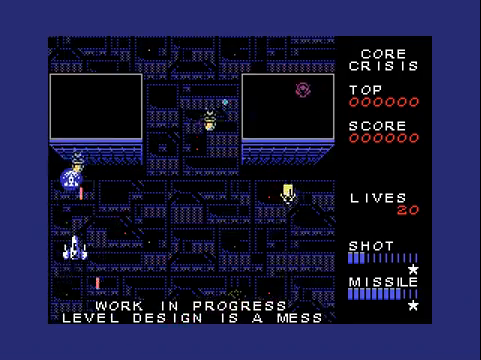 CORE
CRISIS
TOP
000000
SCORE
000000
LIVES
20
SHOT
MISSILE
WORK IN PROGRESS
LEVEL DESIGN IS A MESS